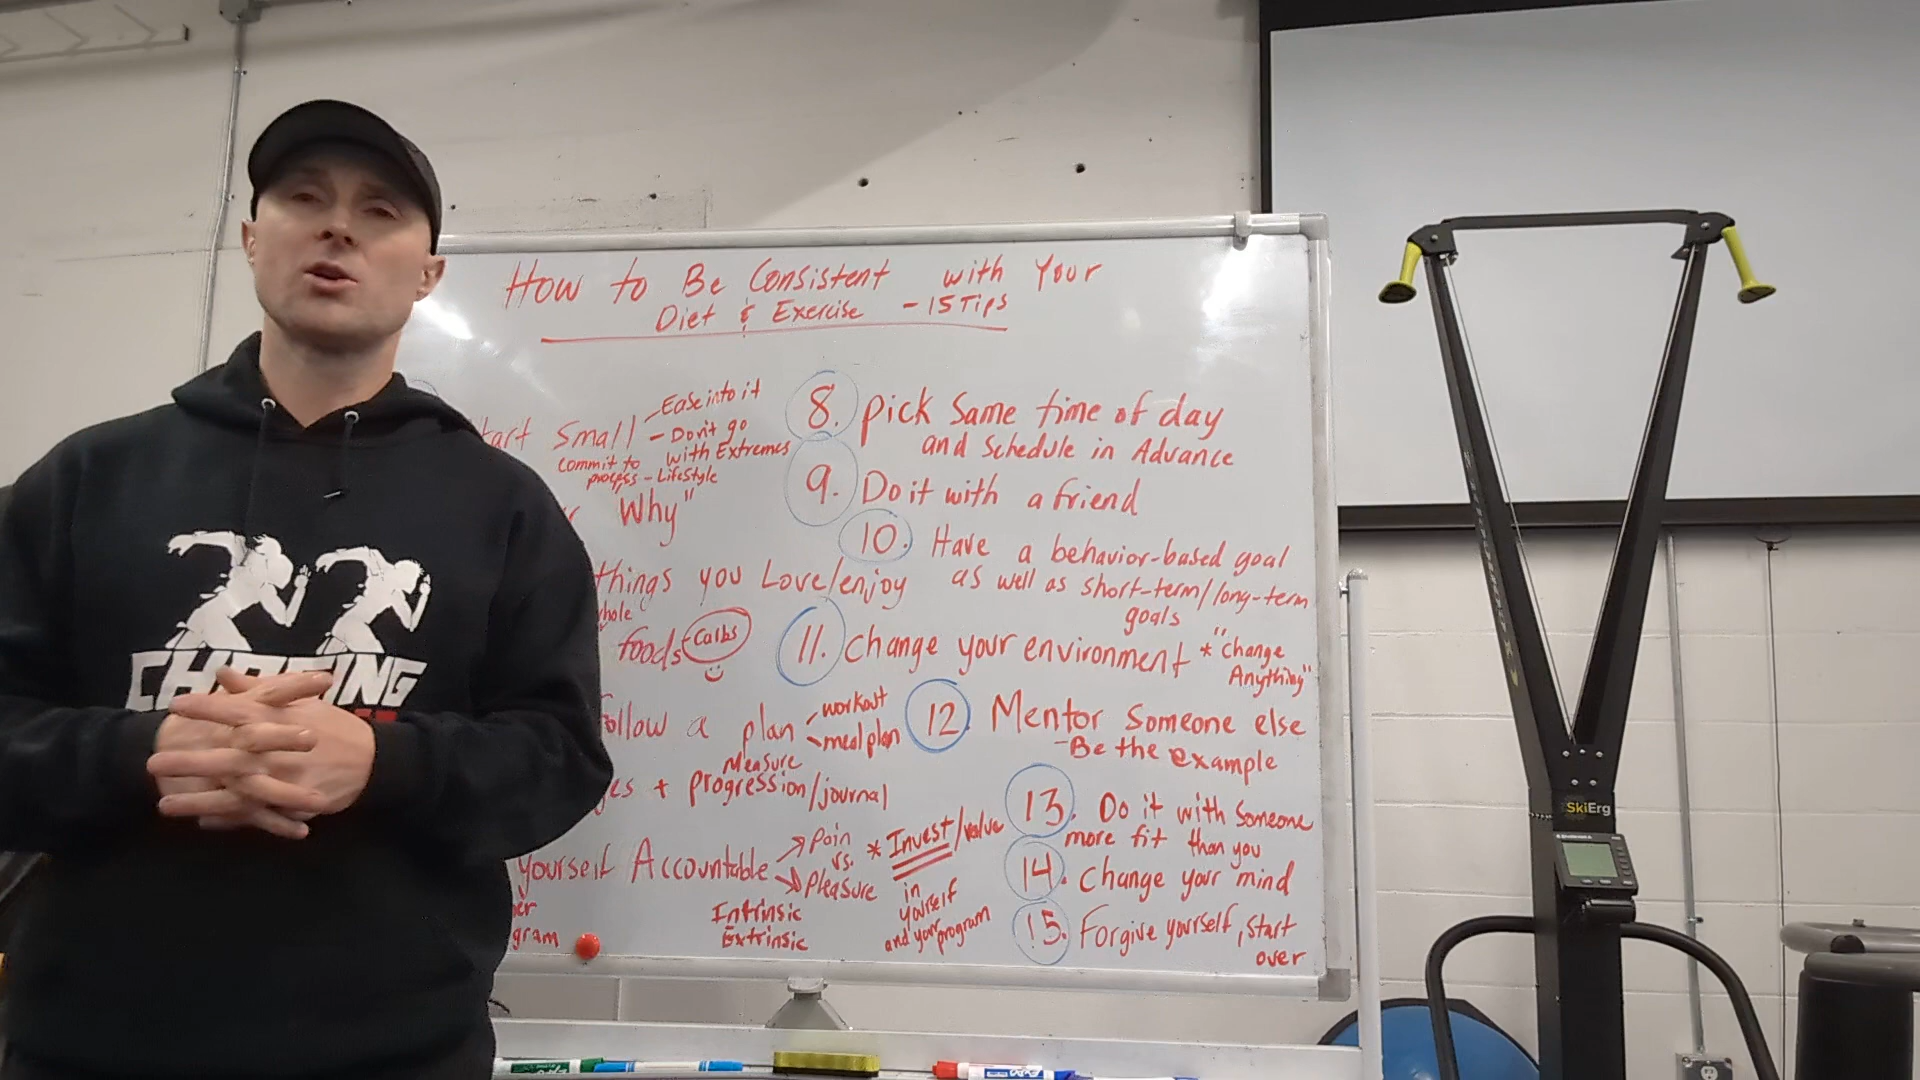 How to Be Consistent with Your
Diet & Exercise - 15 Tips
Small - Ease into it
- Don't go
with Extremes
commit to
process - Lifestyle
Why"
things you Love/enjoy
whole
foods Carbs
follow a plan workout
meal plan
Measure
+ progression/journal
yourself Accountable Pain
vs.
Pleasure
* Invest/value
in
yourself
and your program
Intrinsic
Extrinsic
8. pick Same time of day
and Schedule in Advance
9. Do it with a friend
10. Have a behavior-based goal
as well as short-term/long-term
goals
11. Change your environment * "Change
Anything"
12. Mentor Someone else
- Be the example
13. Do it with Someone
more fit than you
14. Change your mind
15. Forgive yourself, start
over
22
SkiErg
EXPO